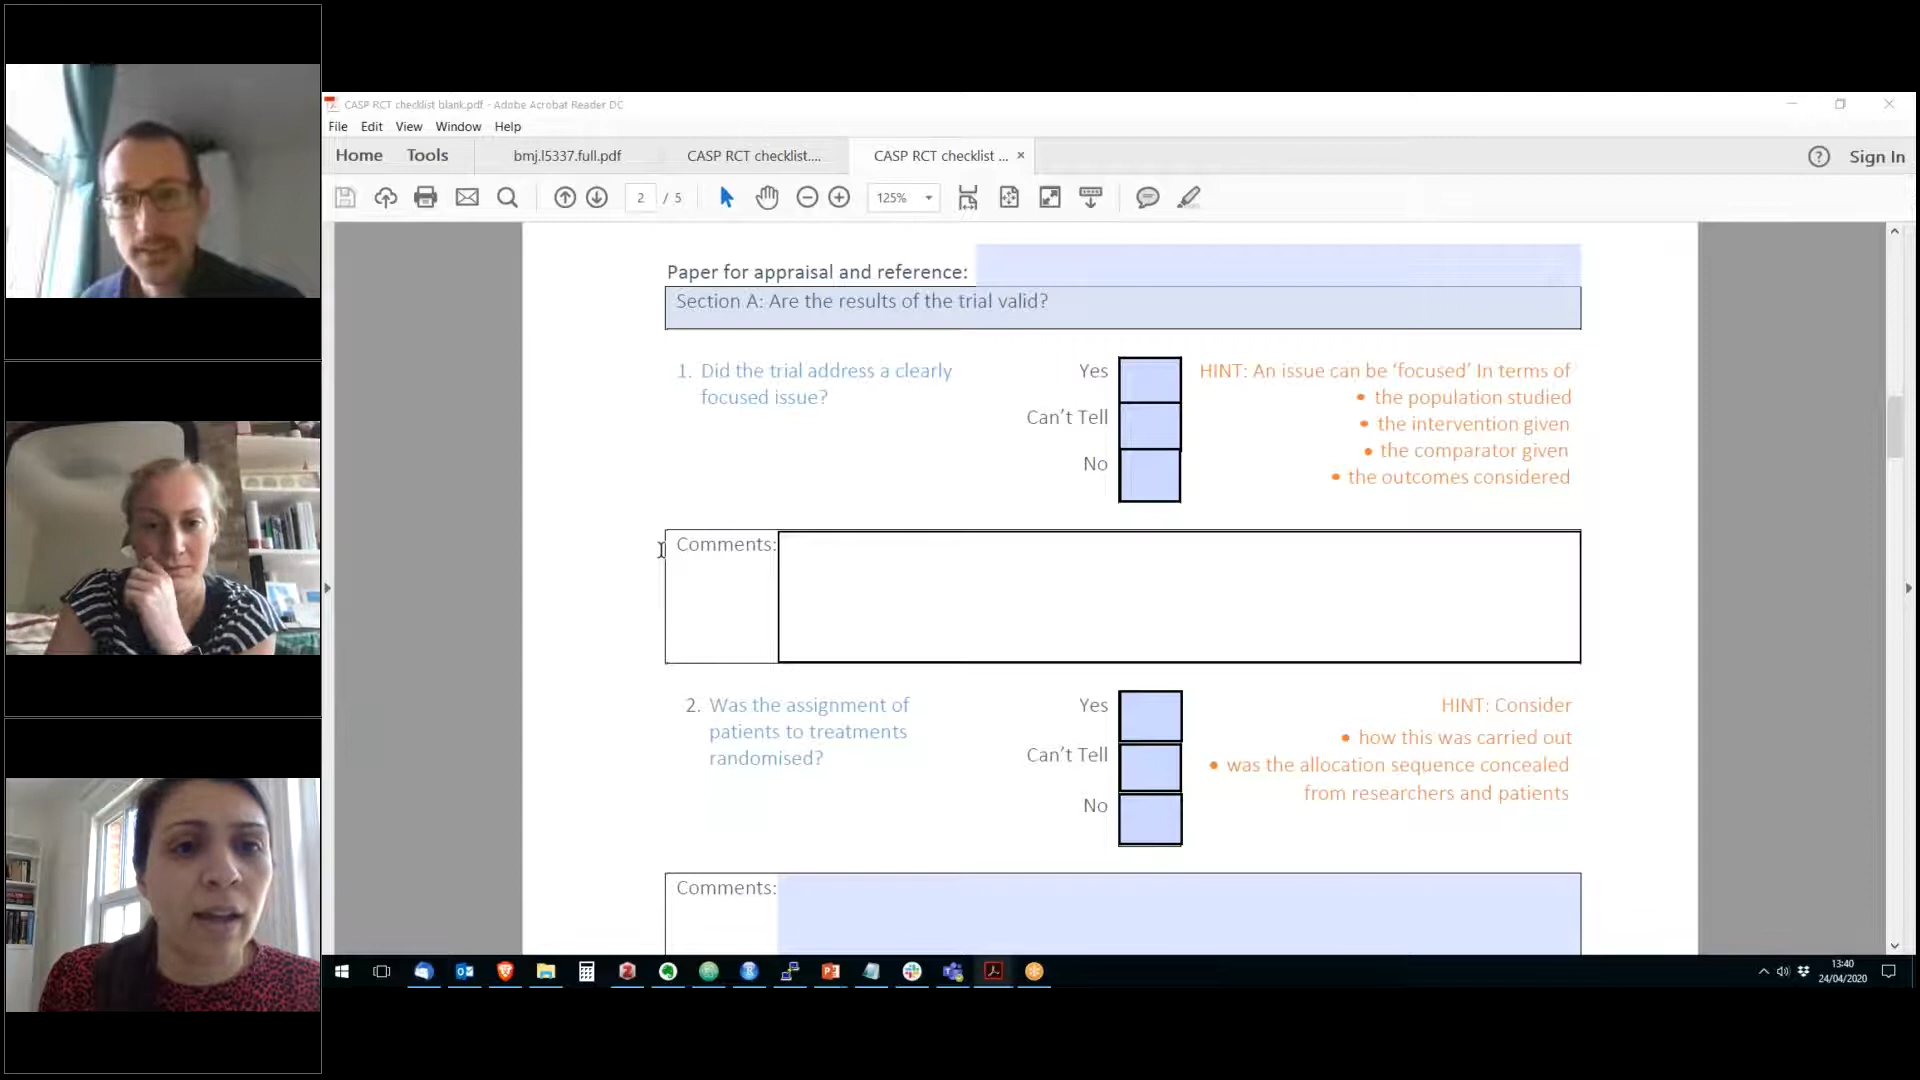 CASP RCT checklist blank.pdf - Adobe Acrobat Reader DC
File Edit View Window Help
Home Tools bmj.l5337.full.pdf CASP RCT checklist.... CASP RCT checklist ... × Sign In
2 / 5 125%
Paper for appraisal and reference:
Section A: Are the results of the trial valid?
1. Did the trial address a clearly
focused issue?
Yes
Can’t Tell
No
HINT: An issue can be ‘focused’ In terms of
• the population studied
• the intervention given
• the comparator given
• the outcomes considered
Comments:
2. Was the assignment of
patients to treatments
randomised?
Yes
Can’t Tell
No
HINT: Consider
• how this was carried out
• was the allocation sequence concealed
from researchers and patients
Comments:
13:40
24/04/2020